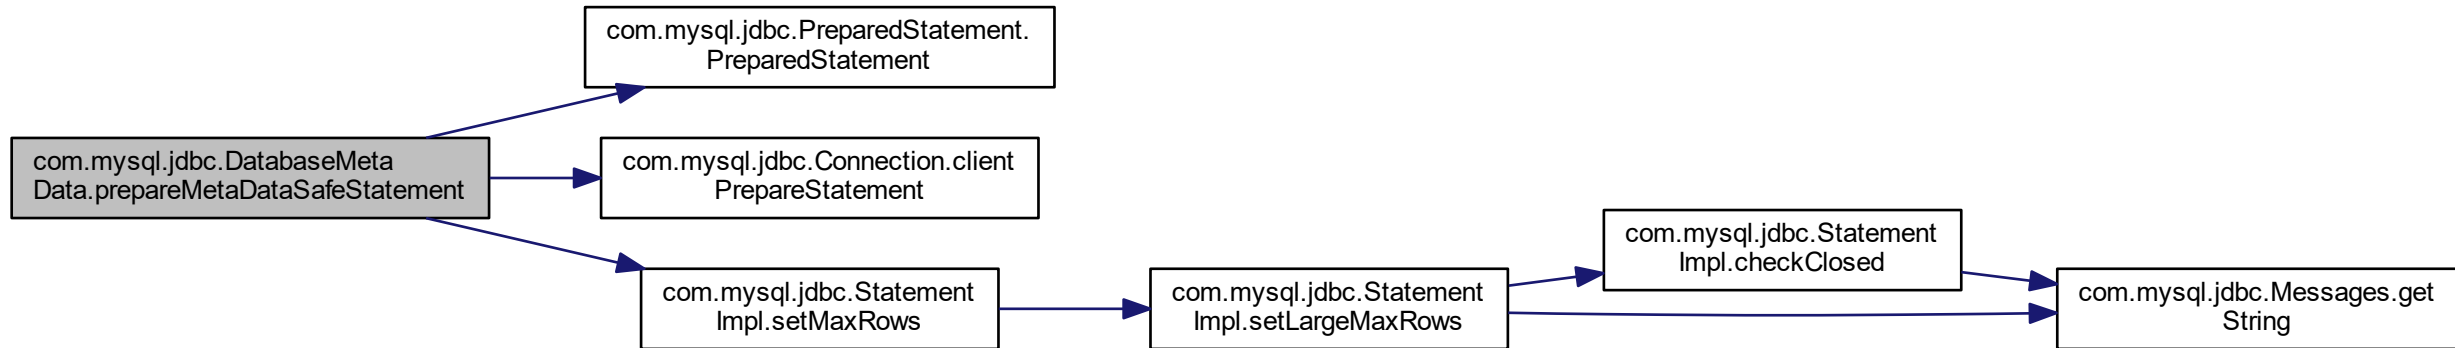 com.mysql.jdbc.PreparedStatement.
PreparedStatement
com.mysql.jdbc.DatabaseMeta
Data.prepareMetaDataSafeStatement
com.mysql.jdbc.Connection.client
PrepareStatement
com.mysql.jdbc.Statement
Impl.setMaxRows
com.mysql.jdbc.Statement
Impl.setLargeMaxRows
com.mysql.jdbc.Statement
Impl.checkClosed
com.mysql.jdbc.Messages.get
String